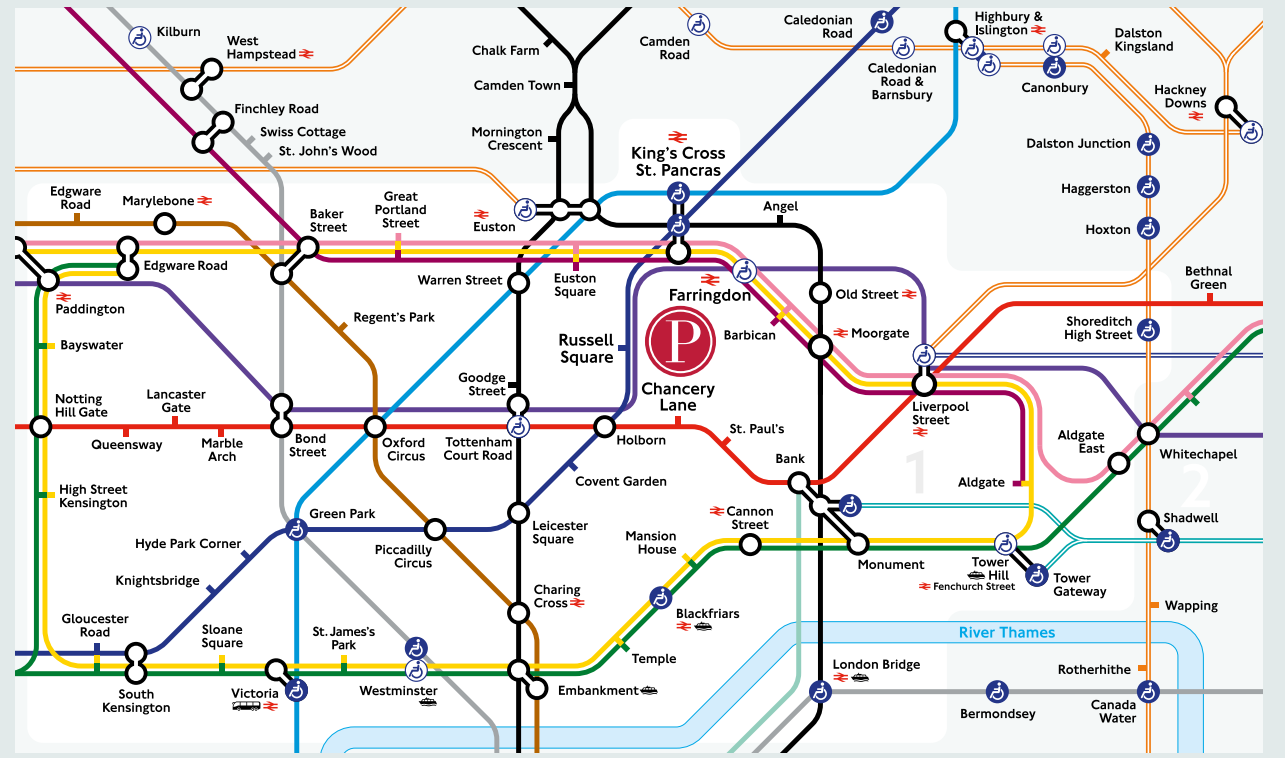 Kilburn
West
Hampstead
Finchley Road
Swiss Cottage
St. John's Wood
Chalk Farm
Camden Town
Mornington
Crescent
Camden
Road
Caledonian
Road
Caledonian
Road &
Barnsbury
Highbury &
Islington
Canonbury
Dalston
Kingsland
Hackney
Downs
Dalston Junction
Haggerston
Hoxton
King's Cross
St. Pancras
Edgware
Road
Marylebone
Baker
Street
Great
Portland
Street
Euston
Angel
Edgware Road
Warren Street
Euston
Square
Farringdon
Old Street
Bethnal
Green
Paddington
Regent's Park
Russell
Square
P
Barbican
Moorgate
Shoreditch
High Street
Bayswater
Goodge
Street
Chancery
Lane
Liverpool
Street
Notting
Hill Gate
Lancaster
Gate
Queensway
Marble
Arch
Bond
Street
Oxford
Circus
Tottenham
Court Road
Holborn
St. Paul's
Bank
Aldgate
East
Whitechapel
1
2
High Street
Kensington
Covent Garden
Aldgate
Green Park
Leicester
Square
Cannon
Street
Mansion
House
Shadwell
Hyde Park Corner
Piccadilly
Circus
Monument
Tower
Hill
Fenchurch Street
Tower
Gateway
Knightsbridge
Charing
Cross
Blackfriars
Wapping
Gloucester
Road
Sloane
Square
St. James's
Park
Temple
River Thames
South
Kensington
Victoria
Westminster
Embankment
London Bridge
Bermondsey
Rotherhithe
Canada
Water